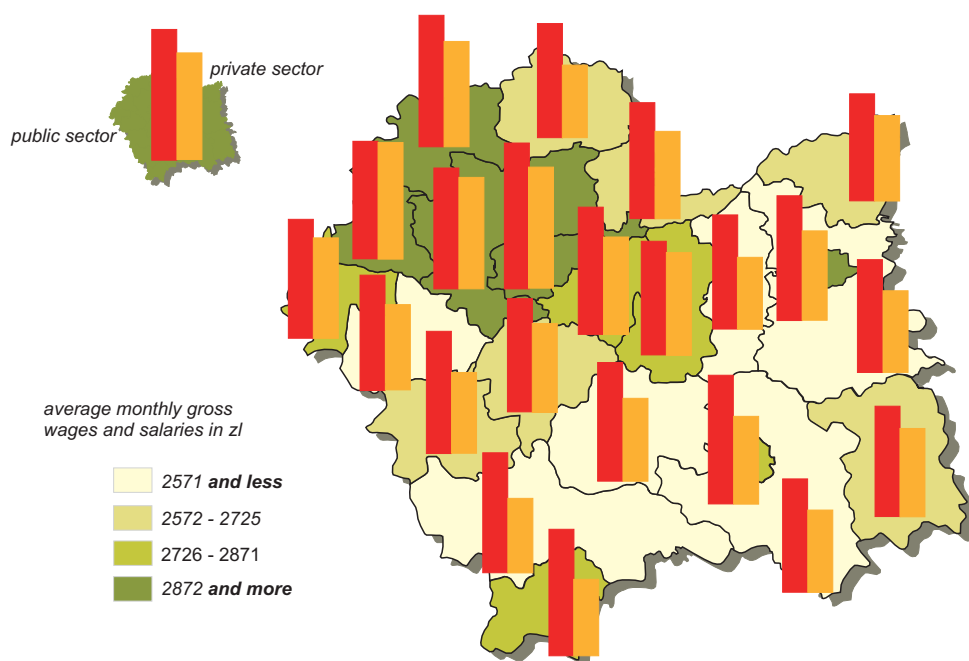 private sector
public sector
average monthly gross
wages and salaries in zl
2571 and less
2572 - 2725
2726 - 2871
2872 and more